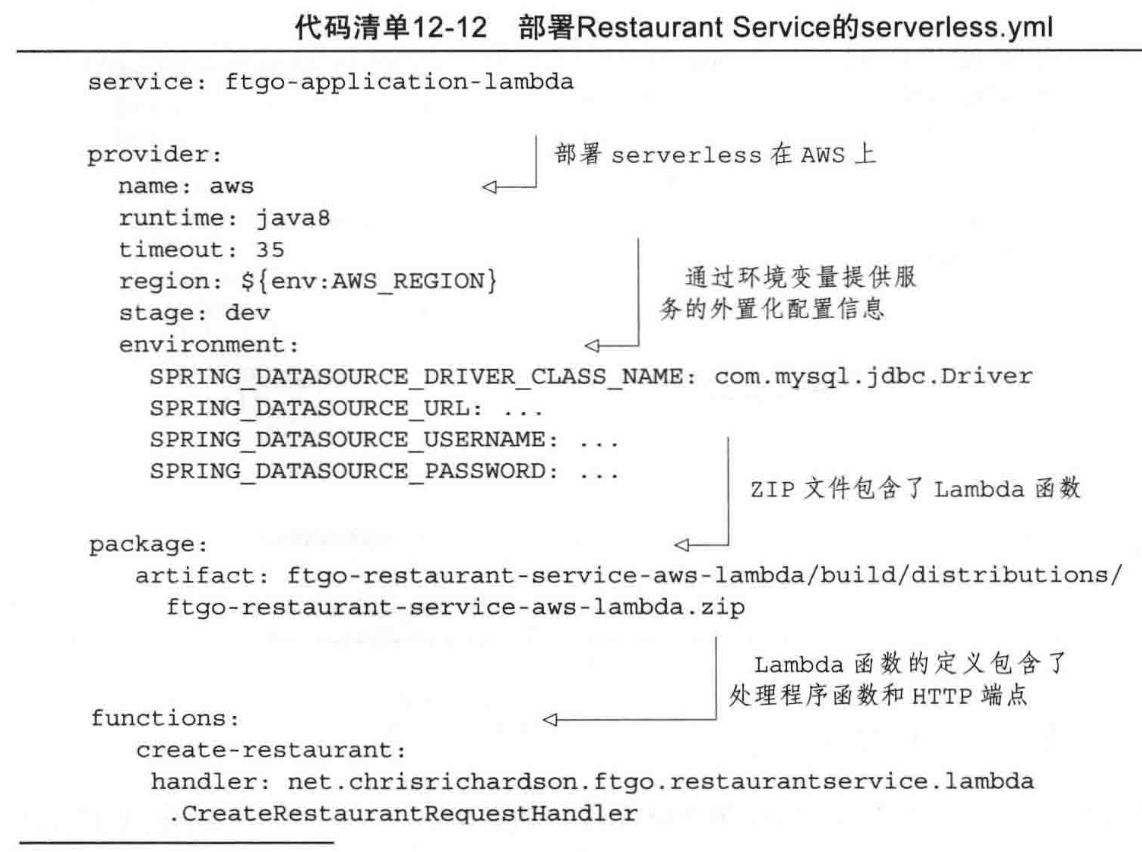 代码清单12-12 部署Restaurant Service的serverless.yml
service: ftgo-application-lambda
provider:
部署 serverless 在 AWS 上
name: aws
runtime: java8
timeout: 35
region: ${env:AWS_REGION}
通过环境变量提供服
务的外置化配置信息
stage: dev
environment:
SPRING_DATASOURCE_DRIVER_CLASS_NAME: com.mysql.jdbc.Driver
SPRING_DATASOURCE_URL: ...
SPRING_DATASOURCE_USERNAME: ...
SPRING_DATASOURCE_PASSWORD: ...
ZIP 文件包含了 Lambda 函数
package:
artifact: ftgo-restaurant-service-aws-lambda/build/distributions/
ftgo-restaurant-service-aws-lambda.zip
Lambda 函数的定义包含了
处理程序函数和 HTTP 端点
functions:
create-restaurant:
handler: net.chrisrichardson.ftgo.restaurantservice.lambda
.CreateRestaurantRequestHandler